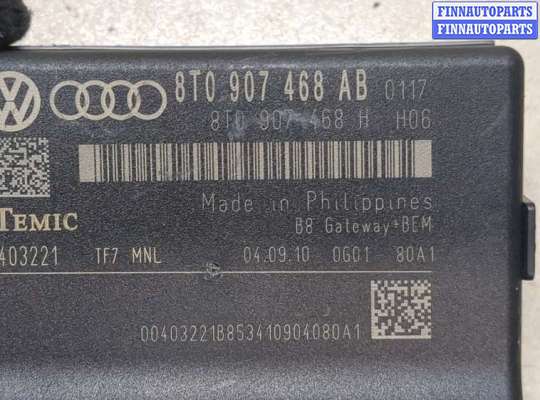 FINNAUTOPARTS
FINNAUTOPARTS
8T0 907 468 AB 0117
8T0 907 468 H H06
Made in Philippines
B8 Gateway+BEM
TEMIC
403221 TF7 MNL 04.09.10 0G01 80A1
00403221B853410904080A1